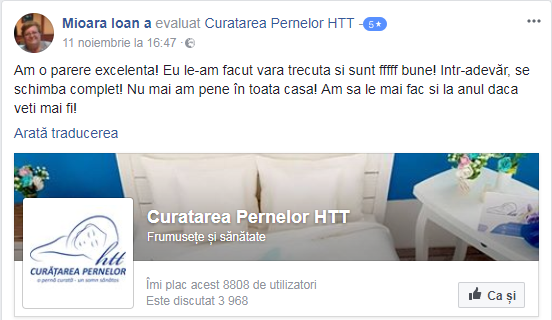 Mioara Ioan a evaluat Curatarea Pernelor HTT - 5★
11 noiembrie la 16:47 ·
Am o parere excelenta! Eu le-am facut vara trecuta si sunt fffff bune! Intr-adevăr, se
schimba complet! Nu mai am pene în toata casa! Am sa le mai fac si la anul daca
veti mai fi!
Arată traducerea
Curatarea Pernelor HTT
Frumusețe și sănătate
htt
CURĂȚAREA PERNELOR
o pernă curată - un somn sănătos
Îmi plac acest 8808 de utilizatori
Este discutat 3 968
Ca și